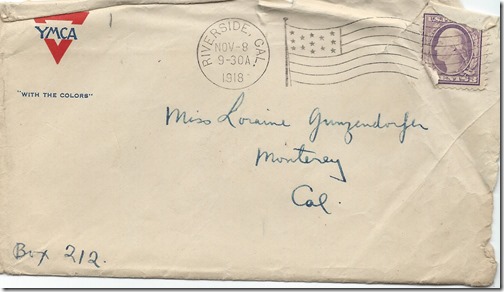 YMCA
"WITH THE COLORS"
RIVERSIDE, CAL.
NOV-8
9-30A
1918
Miss Loraine Gunzendorfer
Monterey
Cal.
Box 212.